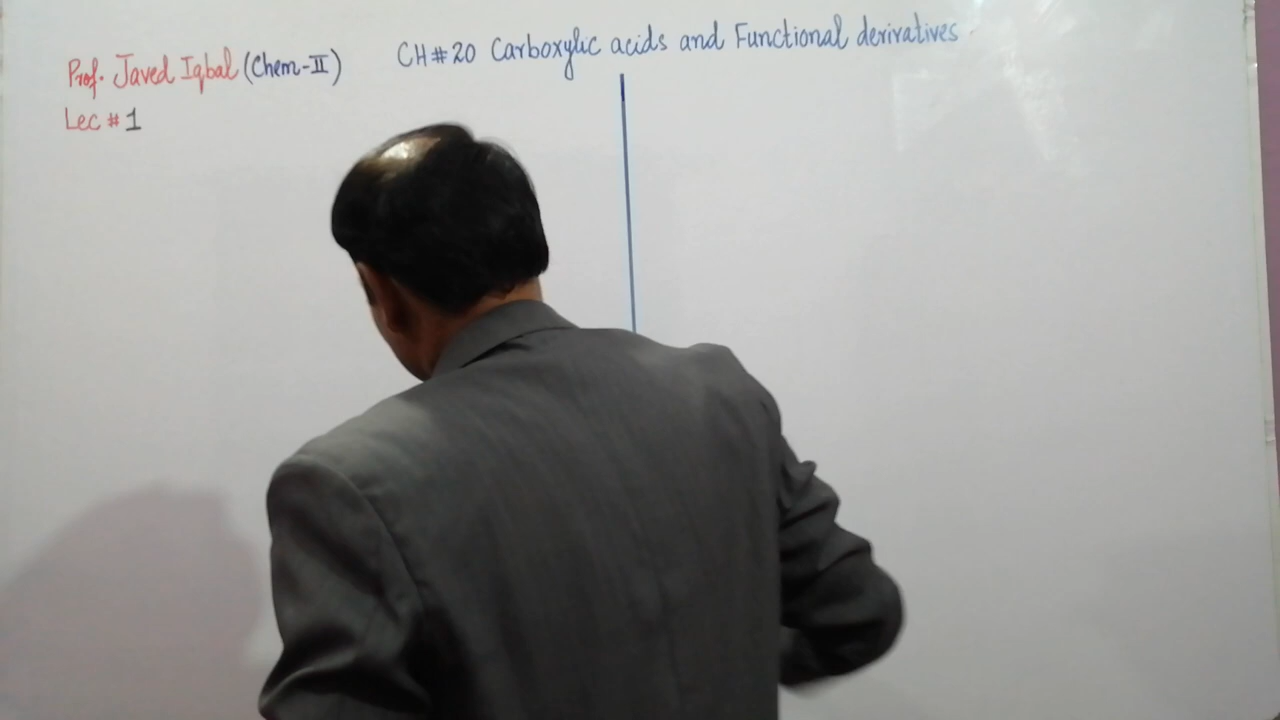 Prof. Javed Iqbal (Chem-II)
CH#20 Carboxylic acids and Functional derivatives
Lec # 1